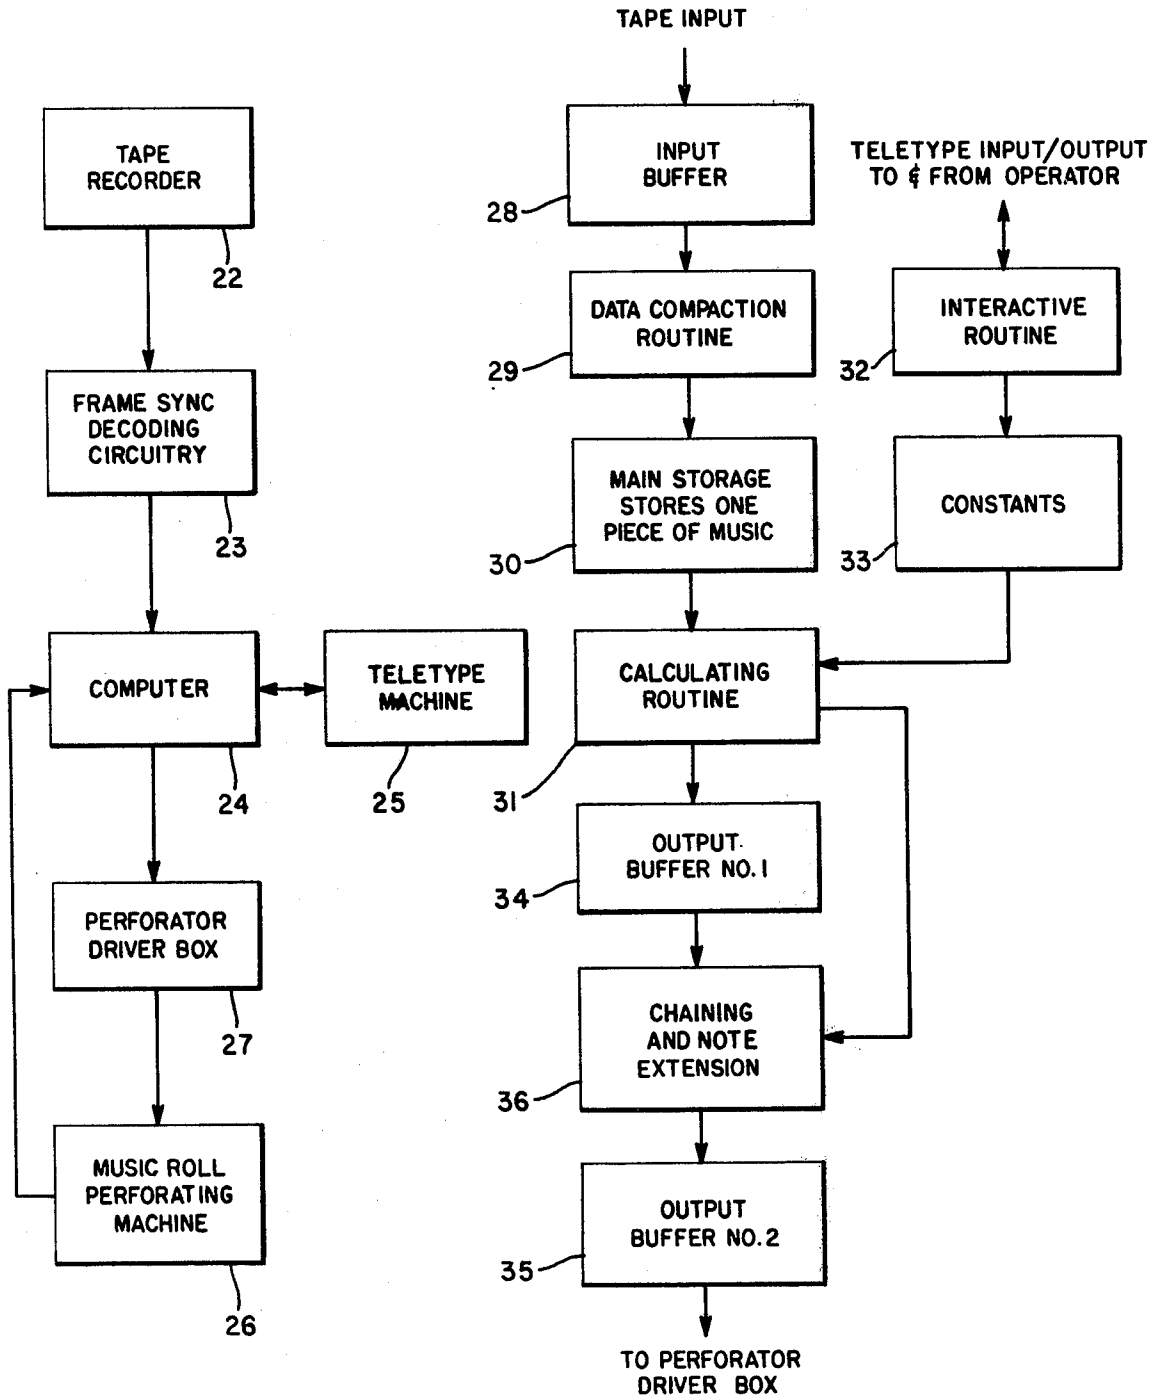 TAPE
RECORDER
22
FRAME SYNC
DECODING
CIRCUITRY
23
COMPUTER
24
TELETYPE
MACHINE
25
PERFORATOR
DRIVER BOX
27
MUSIC ROLL
PERFORATING
MACHINE
26
TAPE INPUT
INPUT
BUFFER
28
TELETYPE INPUT/OUTPUT
TO & FROM OPERATOR
DATA COMPACTION
ROUTINE
29
INTERACTIVE
ROUTINE
32
MAIN STORAGE
STORES ONE
PIECE OF MUSIC
30
CONSTANTS
33
CALCULATING
ROUTINE
31
OUTPUT
BUFFER NO. 1
34
CHAINING
AND NOTE
EXTENSION
36
OUTPUT
BUFFER NO. 2
35
TO PERFORATOR
DRIVER BOX